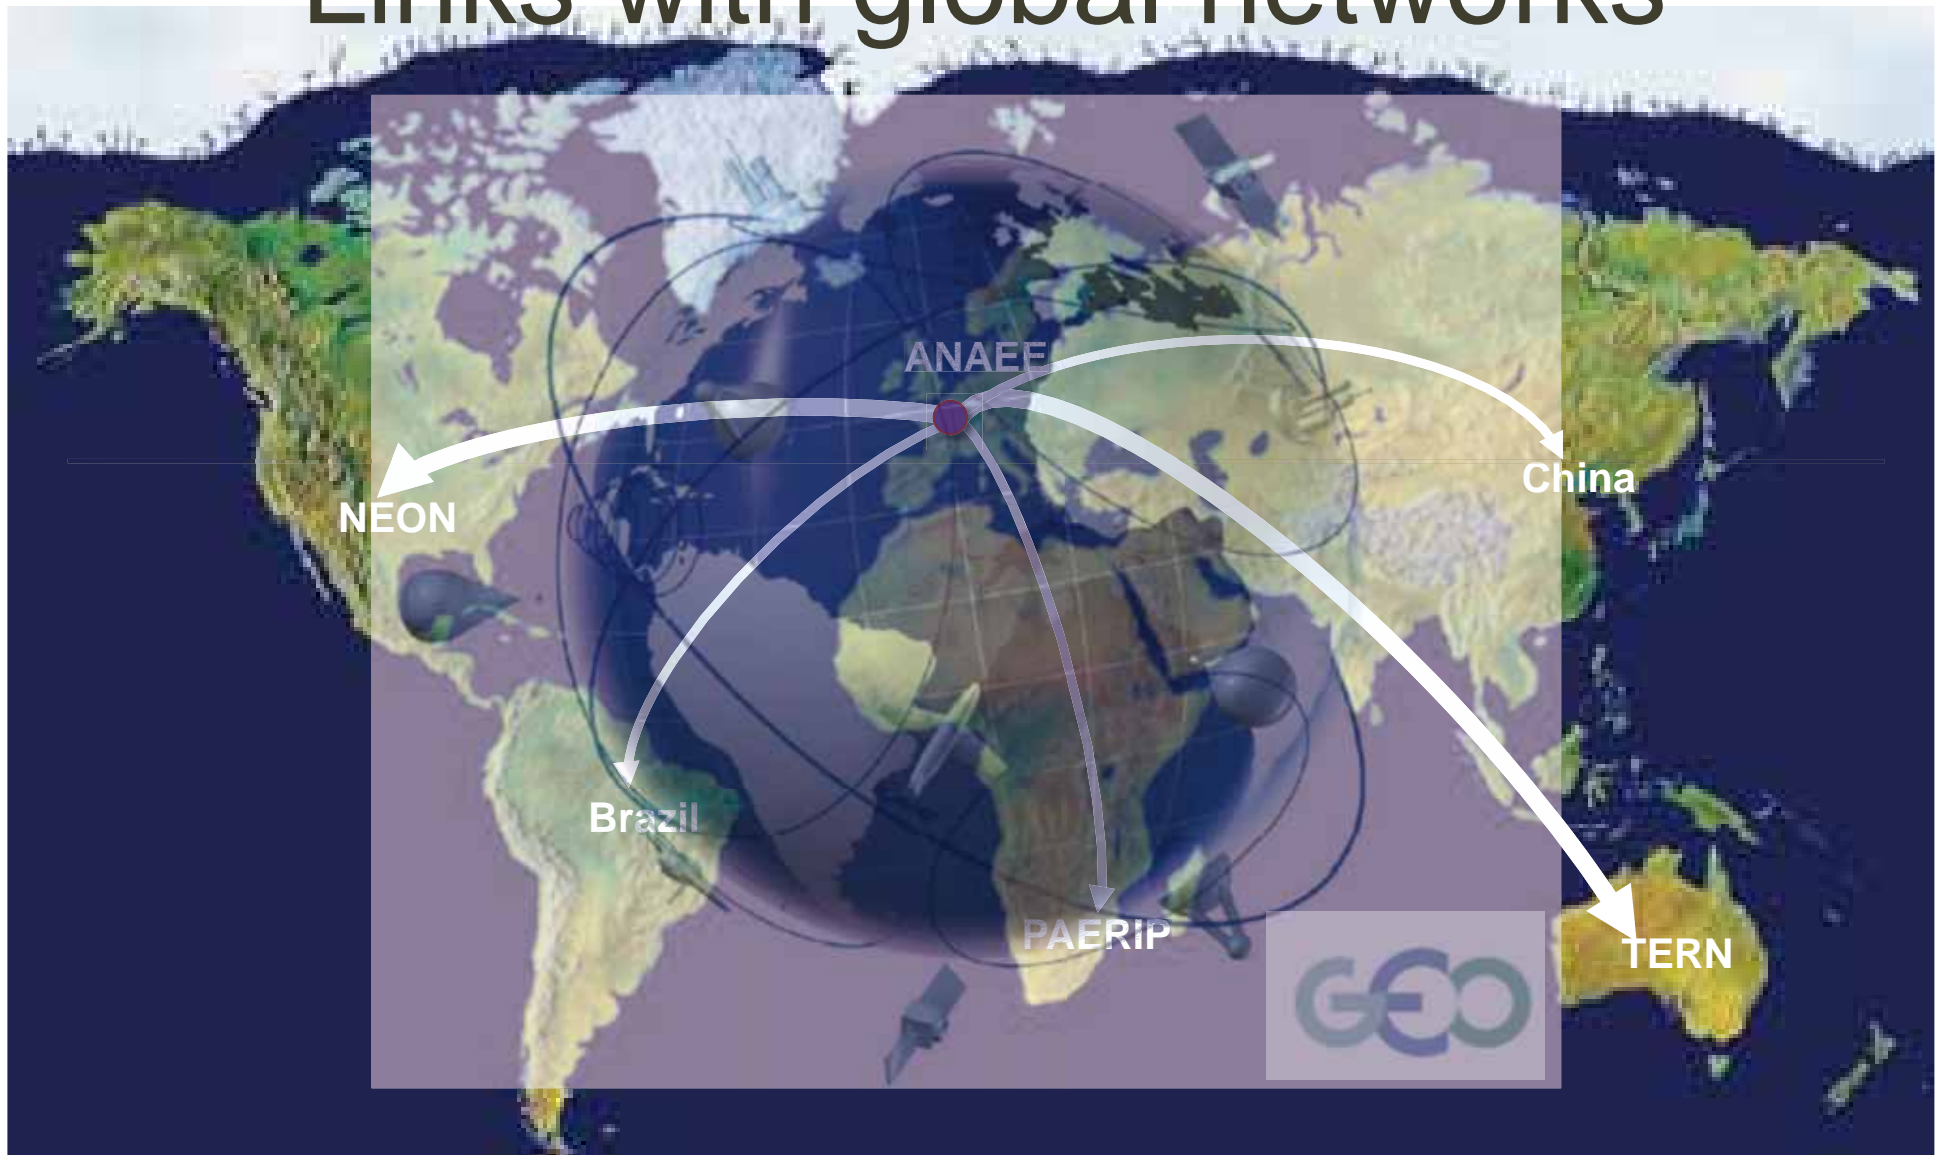 Links with global networks
ANAEE
China
NEON
Brazil
PAERIP
TERN
GEO